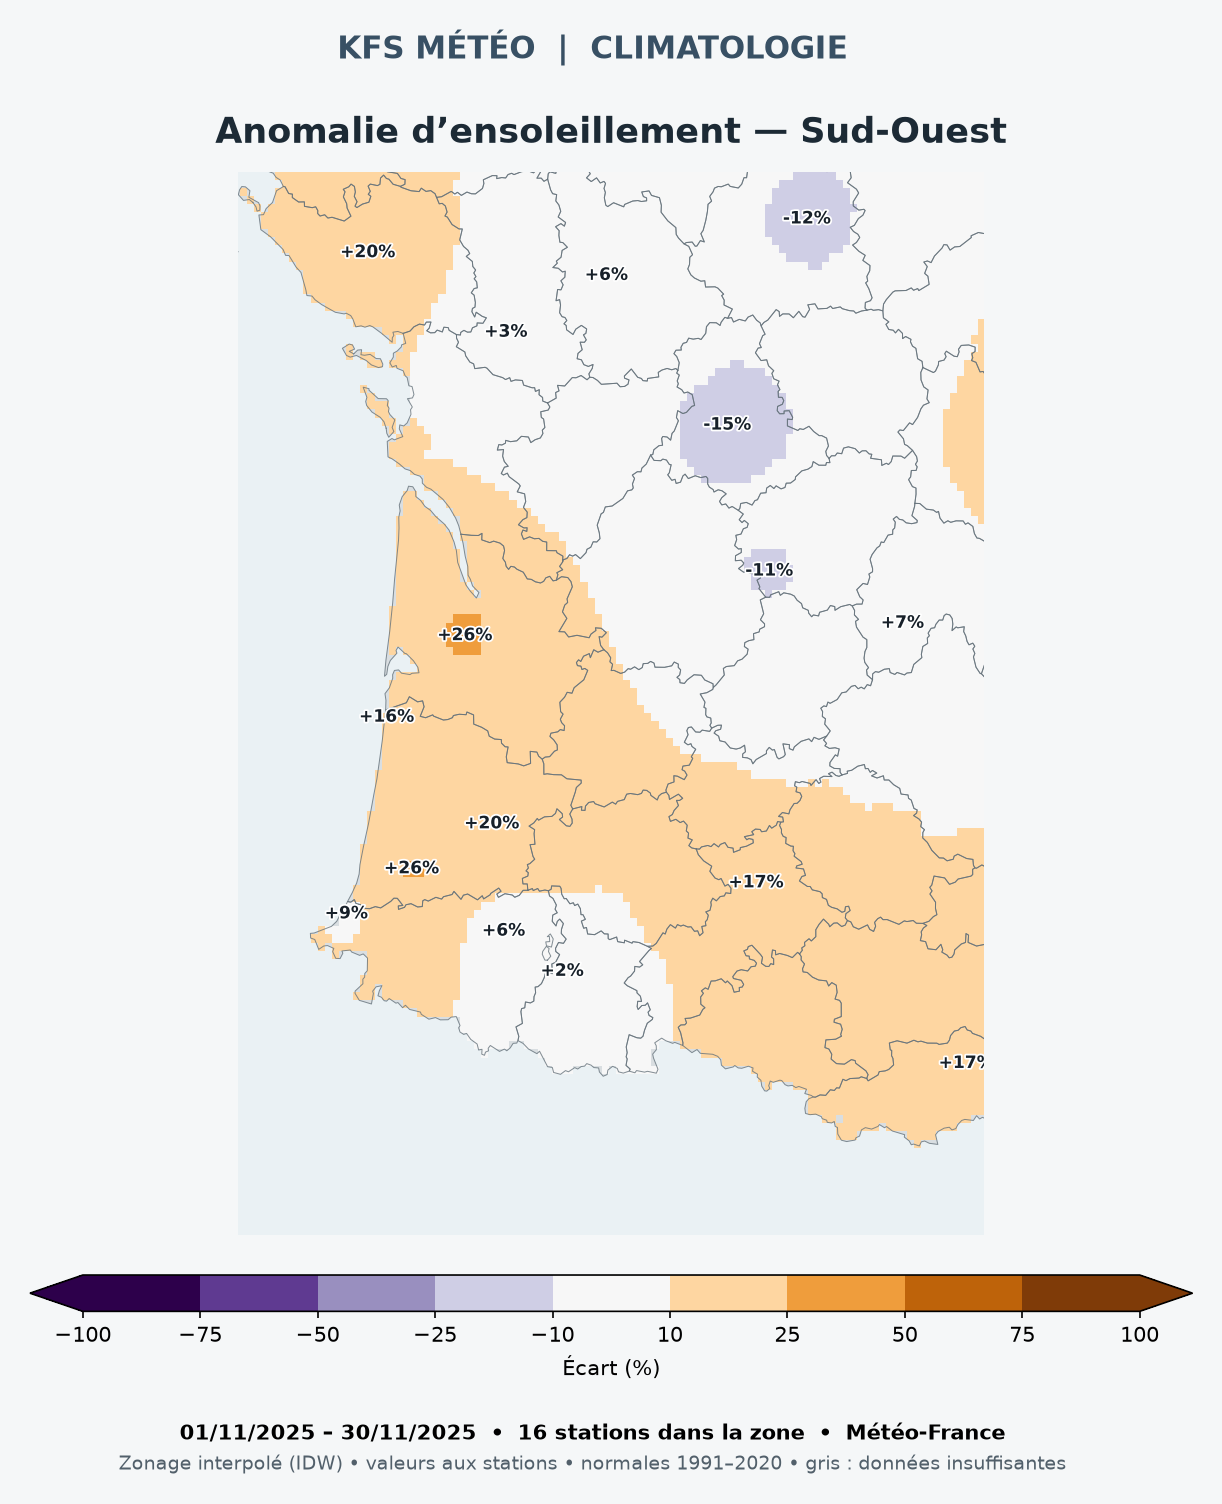 KFS MÉTÉO | CLIMATOLOGIE
Anomalie d’ensoleillement — Sud-Ouest
-12%
+20%
+6%
+3%
-15%
-11%
+7%
+26%
+16%
+20%
+26%
+17%
+9%
+6%
+2%
+17%
−100 −75 −50 −25 −10 10 25 50 75 100
Écart (%)
01/11/2025 – 30/11/2025 • 16 stations dans la zone • Météo-France
Zonage interpolé (IDW) • valeurs aux stations • normales 1991–2020 • gris : données insuffisantes